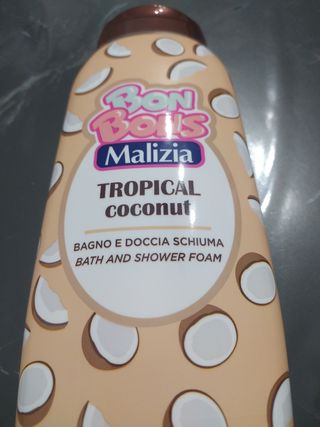 BON
BONS
Malizia
TROPICAL
coconut
BAGNO E DOCCIA SCHIUMA
BATH AND SHOWER FOAM